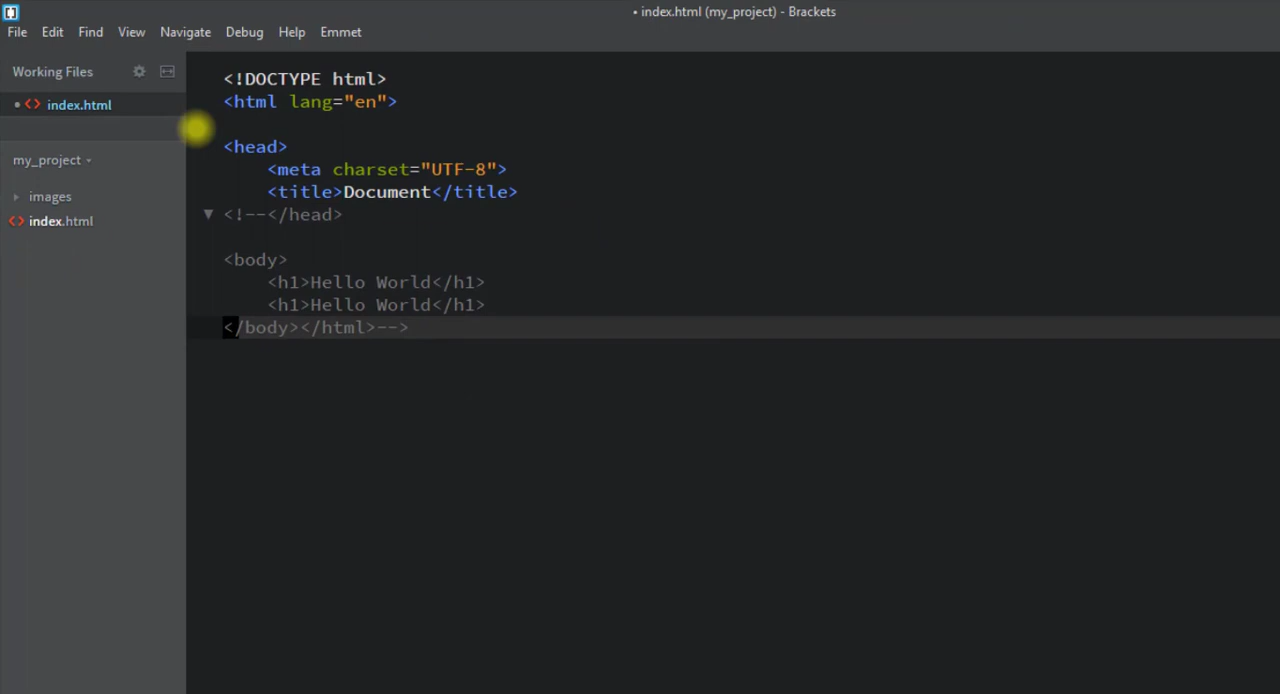 • index.html (my_project) - Brackets
File Edit Find View Navigate Debug Help Emmet
Working Files
index.html
my_project
images
index.html
<!DOCTYPE html>
<html lang="en">
<head>
    <meta charset="UTF-8">
    <title>Document</title>
<!--</head>
<body>
    <h1>Hello World</h1>
    <h1>Hello World</h1>
</body></html>-->